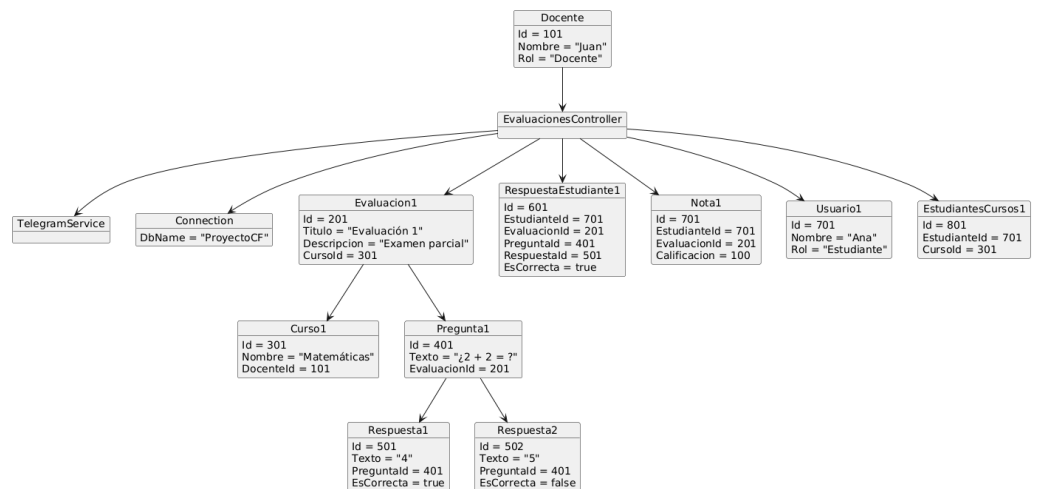 Docente
Id = 101
Nombre = "Juan"
Rol = "Docente"
EvaluacionesController
TelegramService
Connection
DbName = "ProyectoCF"
Evaluacion1
Id = 201
Titulo = "Evaluación 1"
Descripcion = "Examen parcial"
CursoId = 301
RespuestaEstudiante1
Id = 601
EstudianteId = 701
EvaluacionId = 201
PreguntaId = 401
RespuestaId = 501
EsCorrecta = true
Nota1
Id = 701
EstudianteId = 701
EvaluacionId = 201
Calificacion = 100
Usuario1
Id = 701
Nombre = "Ana"
Rol = "Estudiante"
EstudiantesCursos1
Id = 801
EstudianteId = 701
CursoId = 301
Curso1
Id = 301
Nombre = "Matemáticas"
DocenteId = 101
Pregunta1
Id = 401
Texto = "¿2 + 2 = ?"
EvaluacionId = 201
Respuesta1
Id = 501
Texto = "4"
PreguntaId = 401
EsCorrecta = true
Respuesta2
Id = 502
Texto = "5"
PreguntaId = 401
EsCorrecta = false